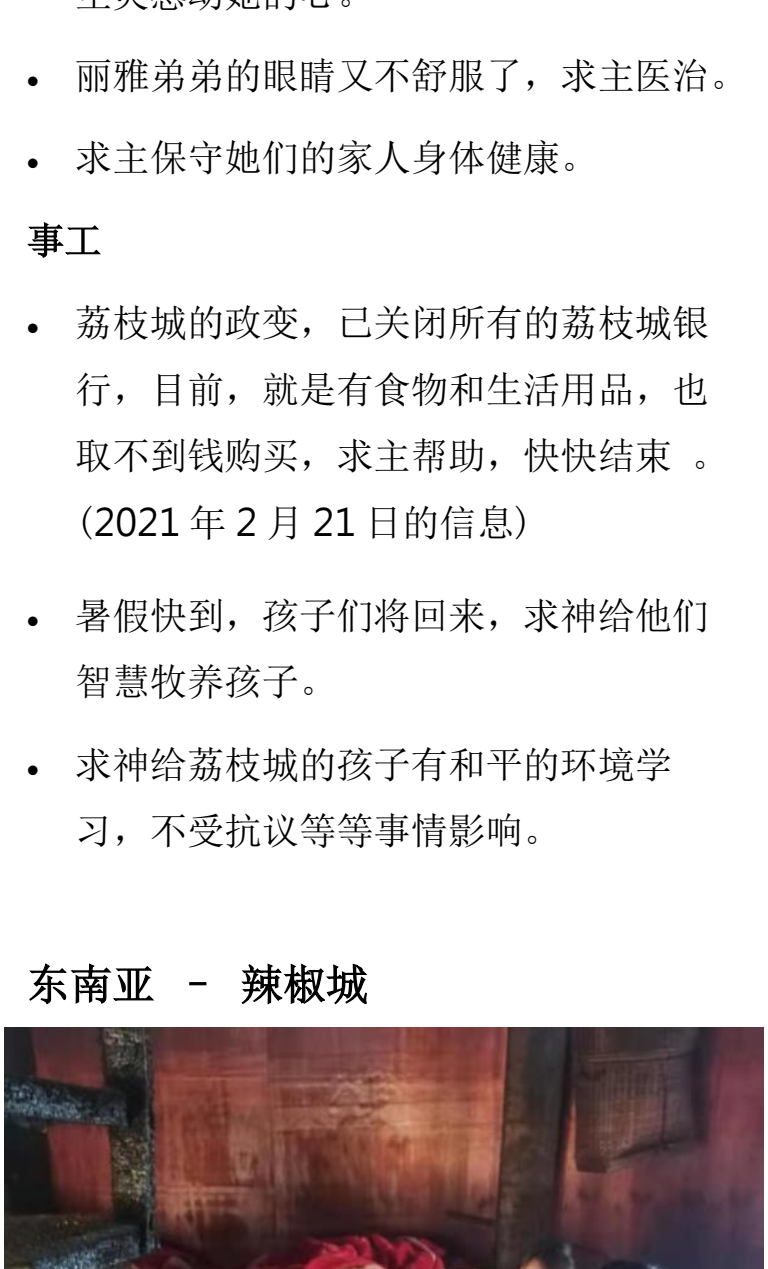 • 丽雅弟弟的眼睛又不舒服了，求主医治。
• 求主保守她们的家人身体健康。
事工
• 荔枝城的政变，已关闭所有的荔枝城银
行，目前，就是有食物和生活用品，也
取不到钱购买，求主帮助，快快结束 。
(2021 年 2 月 21 日的信息)
• 暑假快到，孩子们将回来，求神给他们
智慧牧养孩子。
• 求神给荔枝城的孩子有和平的环境学
习，不受抗议等等事情影响。
东南亚 – 辣椒城